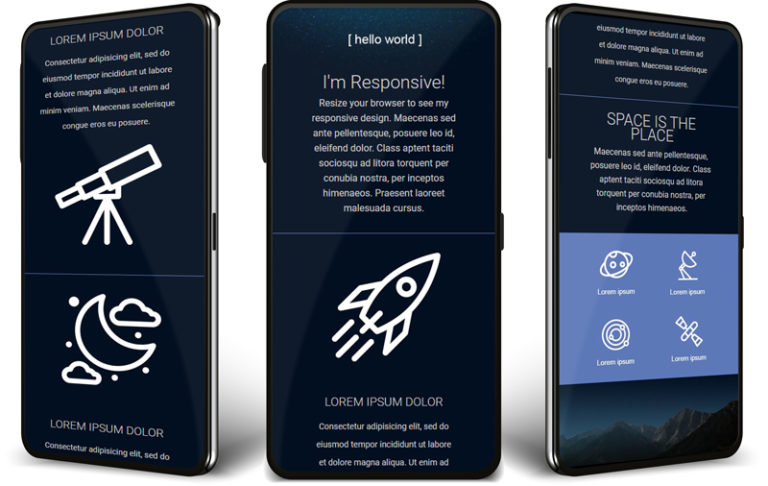 LOREM IPSUM DOLOR
Consectetur adipisicing elit, sed do
eiusmod tempor incididunt ut labore
et dolore magna aliqua. Ut enim ad
minim veniam. Maecenas scelerisque
congue eros eu posuere.
LOREM IPSUM DOLOR
Consectetur adipisicing elit, sed do
[ hello world ]
I'm Responsive!
Resize your browser to see my
responsive design. Maecenas sed
ante pellentesque, posuere leo id,
eleifend dolor. Class aptent taciti
sociosqu ad litora torquent per
conubia nostra, per inceptos
himenaeos. Praesent laoreet
malesuada cursus.
LOREM IPSUM DOLOR
Consectetur adipisicing elit, sed do
eiusmod tempor incididunt ut labore
et dolore magna aliqua. Ut enim ad
eiusmod tempor incididunt ut labore
et dolore magna aliqua. Ut enim ad
minim veniam. Maecenas scelerisque
congue eros eu posuere.
SPACE IS THE
PLACE
Maecenas sed ante pellentesque,
posuere leo id, eleifend dolor. Class
aptent taciti sociosqu ad litora
torquent per conubia nostra, per
inceptos himenaeos.
Lorem ipsum
Lorem ipsum
Lorem ipsum
Lorem ipsum